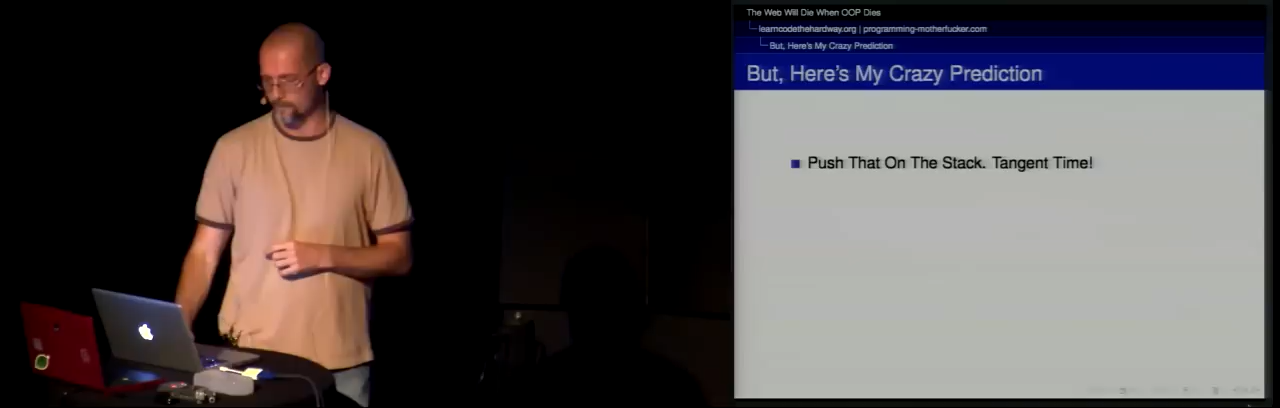 The Web Will Die When OOP Dies
learncodethehardway.org | programming-motherfucker.com
But, Here's My Crazy Prediction
But, Here's My Crazy Prediction
Push That On The Stack. Tangent Time!